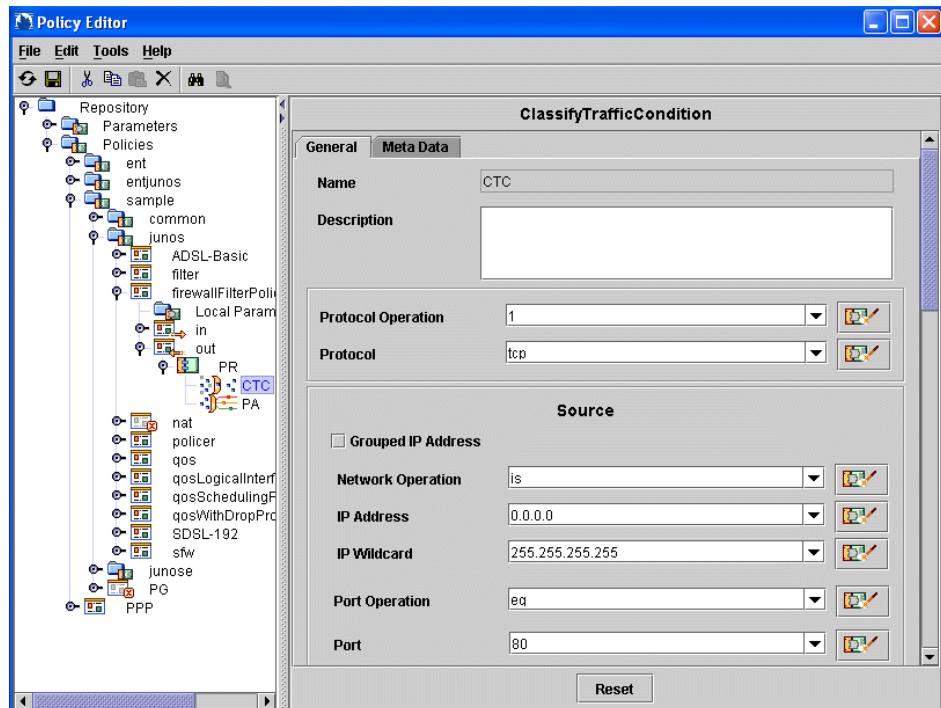 Policy Editor
File Edit Tools Help
Repository
Parameters
Policies
ent
entjunos
sample
common
junos
ADSL-Basic
filter
firewallFilterPoli
Local Param
in
out
PR
CTC
PA
nat
policer
qos
qosLogicalInterf
qosSchedulingP
qosWithDropPro
SDSL-192
sfw
junose
PG
PPP
ClassifyTrafficCondition
General Meta Data
Name CTC
Description
Protocol Operation 1
Protocol tcp
Source
Grouped IP Address
Network Operation is
IP Address 0.0.0.0
IP Wildcard 255.255.255.255
Port Operation eq
Port 80
Reset